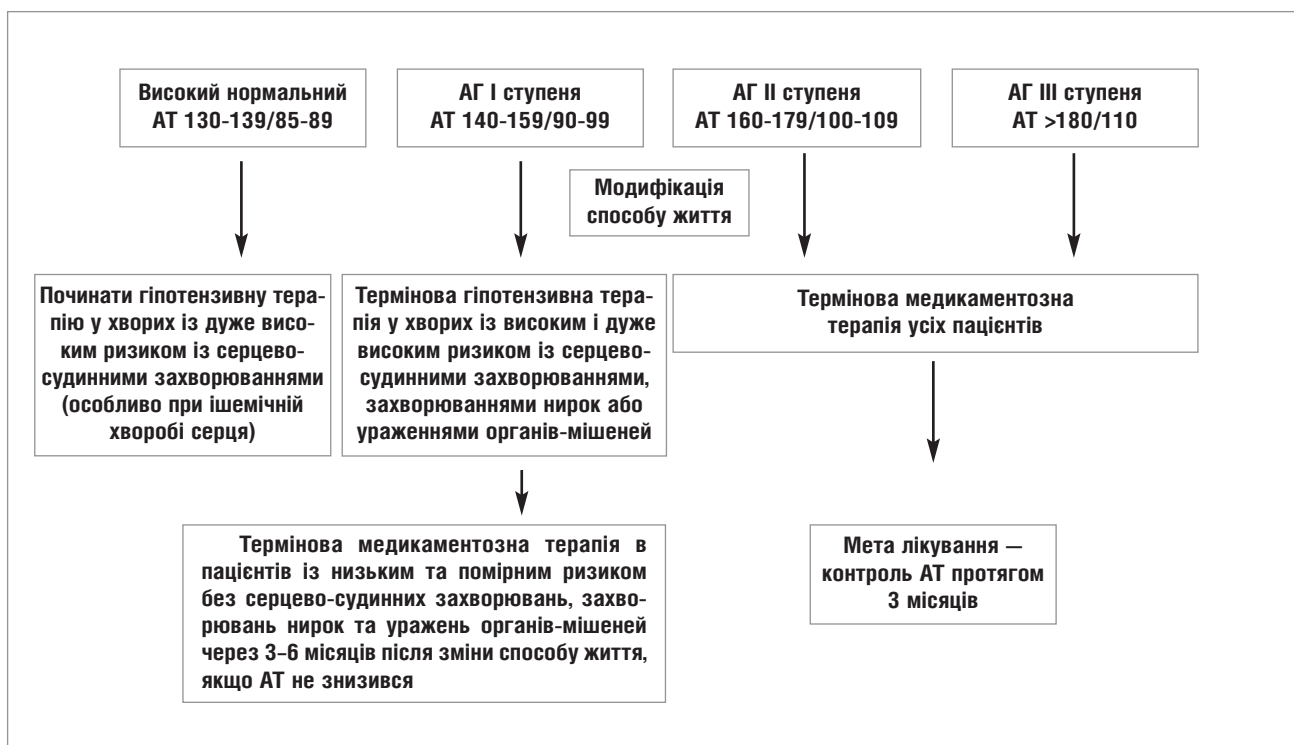 Високий нормальний
АТ 130-139/85-89
АГ І ступеня
АТ 140-159/90-99
АГ ІІ ступеня
АТ 160-179/100-109
АГ ІІІ ступеня
АТ >180/110
Модифікація
способу життя
Починати гіпотензивну тера-
пію у хворих із дуже висо-
ким ризиком із серцево-
судинними захворюваннями
(особливо при ішемічній
хворобі серця)
Термінова гіпотензивна тера-
пія у хворих із високим і дуже
високим ризиком із серцево-
судинними захворюваннями,
захворюваннями нирок або
ураженнями органів-мішеней
Термінова медикаментозна
терапія усіх пацієнтів
Термінова медикаментозна терапія в
пацієнтів із низьким та помірним ризиком
без серцево-судинних захворювань, захво-
рювань нирок та уражень органів-мішеней
через 3–6 місяців після зміни способу життя,
якщо АТ не знизився
Мета лікування —
контроль АТ протягом
3 місяців